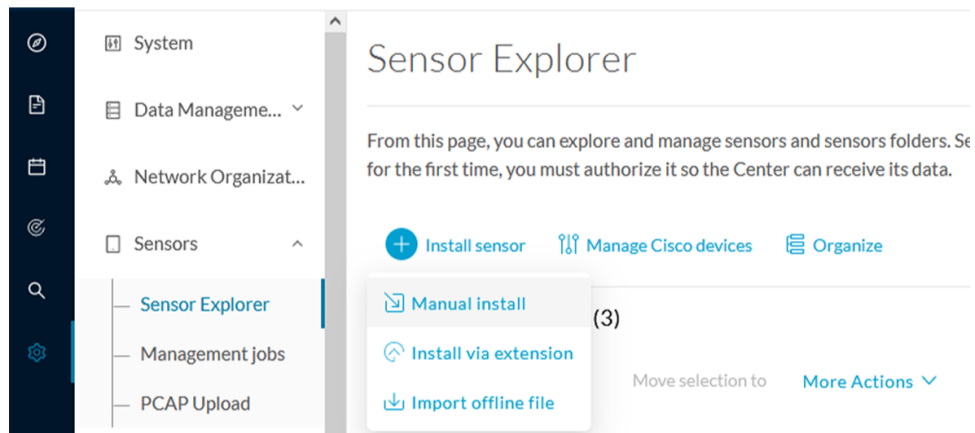 System
Data Manageme...
Network Organizat...
Sensors
Sensor Explorer
Management jobs
PCAP Upload
Sensor Explorer
From this page, you can explore and manage sensors and sensors folders. Se
for the first time, you must authorize it so the Center can receive its data.
Install sensor
Manage Cisco devices
Organize
Manual install
Install via extension
Import offline file
(3)
Move selection to
More Actions